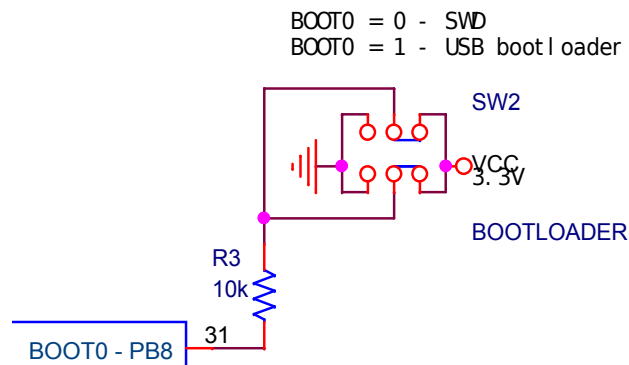 BOOT0 = 0 - SWD
BOOT0 = 1 - USB bootloader
SW2
VCC
3.3V
BOOTLOADER
R3
10k
31
BOOT0 - PB8